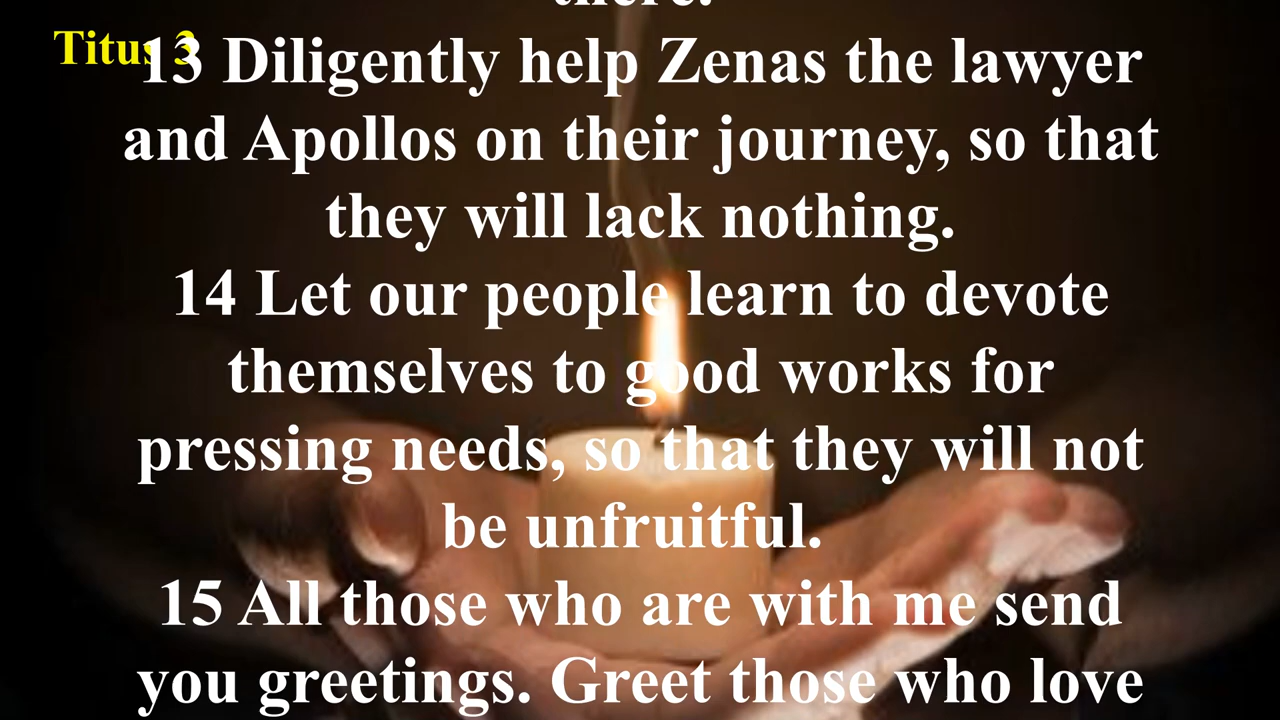 there.
Titus 3
13 Diligently help Zenas the lawyer
and Apollos on their journey, so that
they will lack nothing.
14 Let our people learn to devote
themselves to good works for
pressing needs, so that they will not
be unfruitful.
15 All those who are with me send
you greetings. Greet those who love